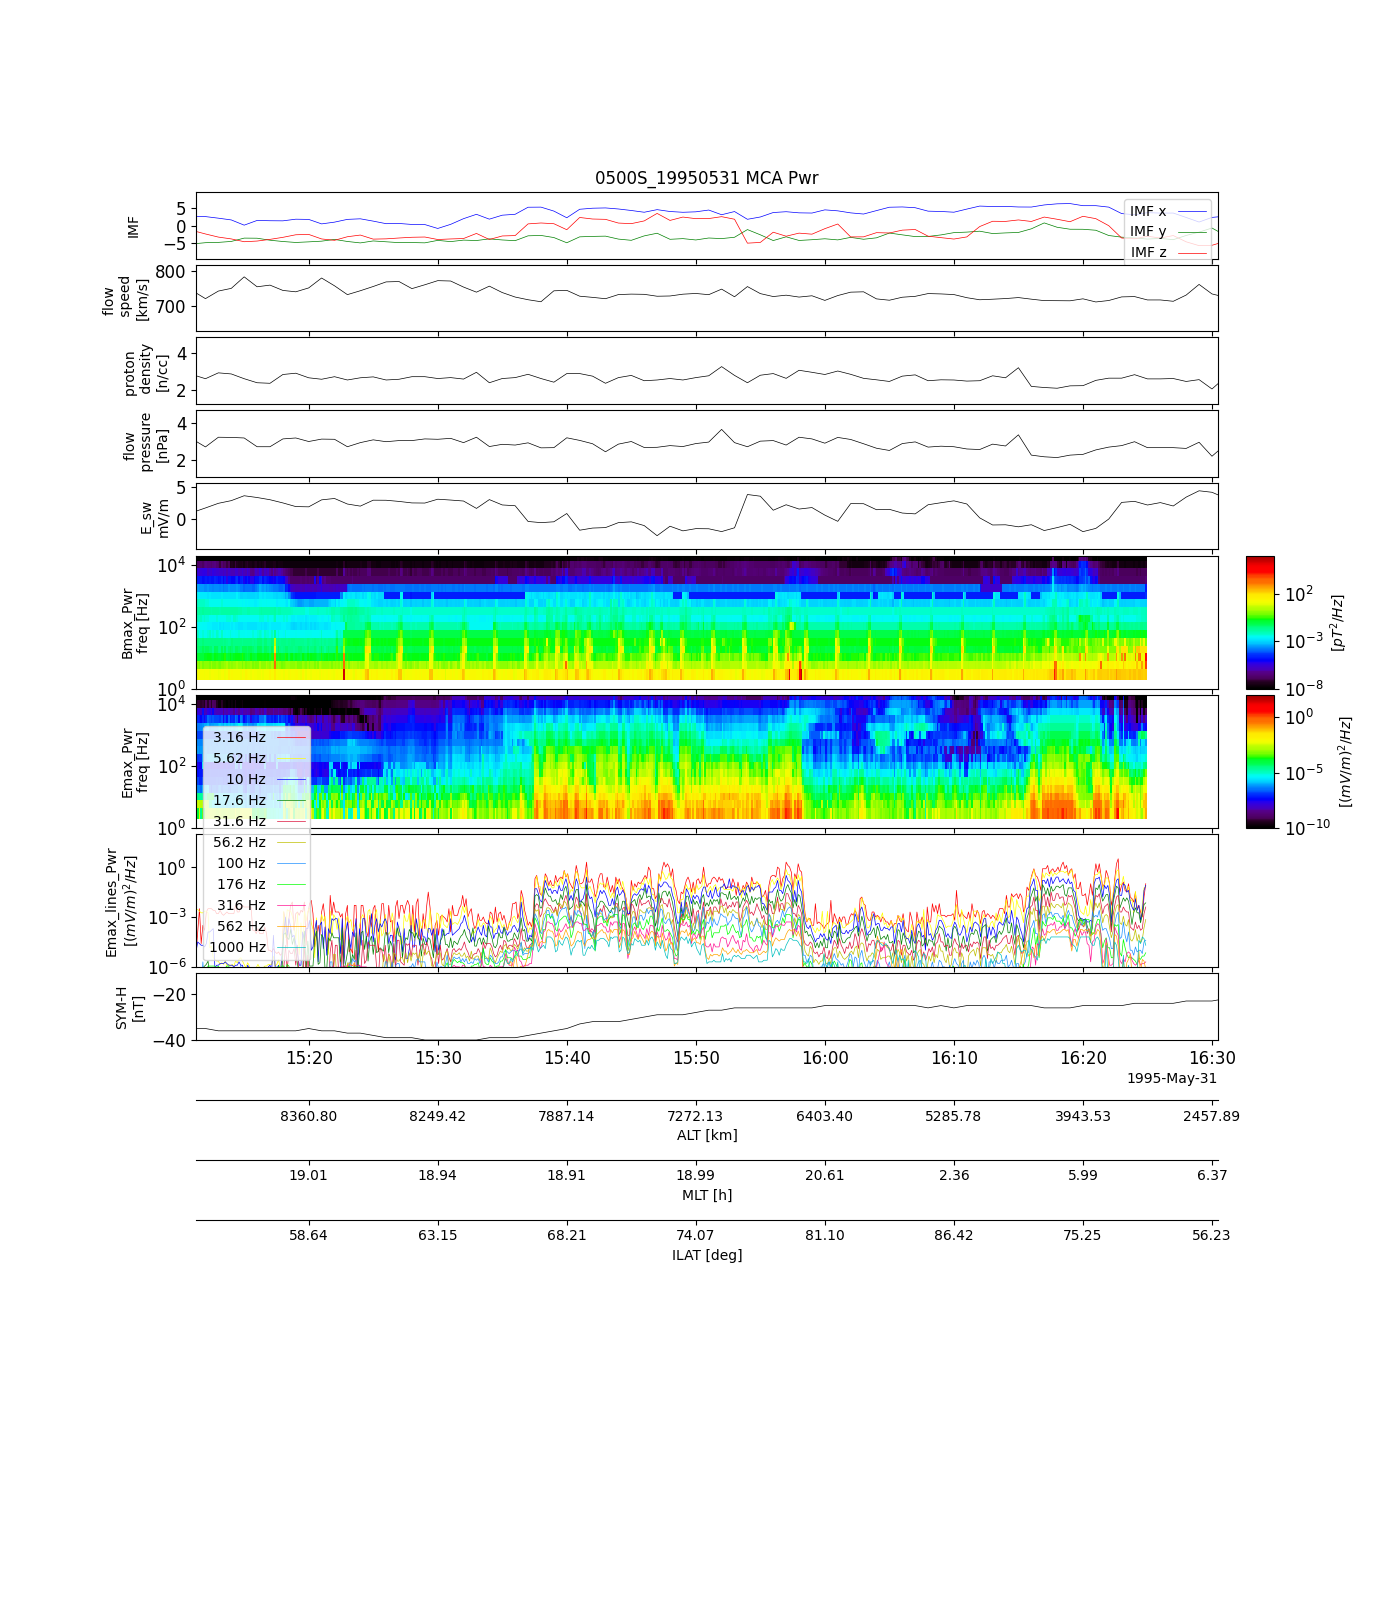 0500S_19950531 MCA Pwr
IMF
5
0
−5
IMF x
IMF y
IMF z
flow
speed
[km/s]
800
700
proton
density
[n/cc]
4
2
flow
pressure
[nPa]
4
2
E_sw
mV/m
5
0
Bmax_Pwr
freq [Hz]
10^4
10^2
10^0
10^2
10^−3
10^−8
[pT^2/Hz]
Emax_Pwr
freq [Hz]
10^4
10^2
10^0
10^0
10^−5
10^−10
[(mV/m)^2/Hz]
3.16 Hz
5.62 Hz
10 Hz
17.6 Hz
31.6 Hz
56.2 Hz
100 Hz
176 Hz
316 Hz
562 Hz
1000 Hz
Emax_lines_Pwr
[(mV/m)^2/Hz]
10^0
10^−3
10^−6
SYM-H
[nT]
−20
−40
15:20 15:30 15:40 15:50 16:00 16:10 16:20 16:30
1995-May-31
8360.80 8249.42 7887.14 7272.13 6403.40 5285.78 3943.53 2457.89
ALT [km]
19.01 18.94 18.91 18.99 20.61 2.36 5.99 6.37
MLT [h]
58.64 63.15 68.21 74.07 81.10 86.42 75.25 56.23
ILAT [deg]